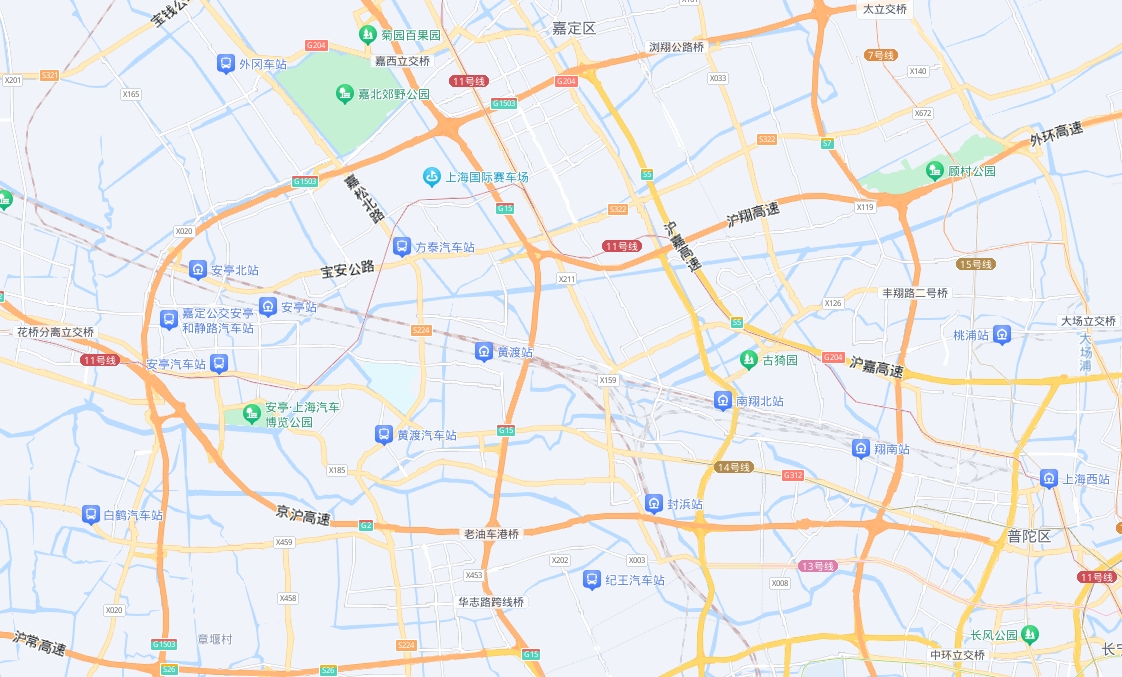 宝钱公
嘉定区
太立交桥
菊园百果园
G204
浏翔公路桥
7号线
外冈车站
嘉西立交桥
X201
S321
X140
X033
11号线
G204
X165
嘉北郊野公园
G1503
X672
外环高速
S322
S7
上海国际赛车场
顾村公园
S5
G1503
嘉松北路
G15
S322
沪翔高速
X119
X020
沪嘉高速
方泰汽车站
11号线
安亭北站
宝安公路
15号线
X211
丰翔路二号桥
嘉定公交安亭
和静路汽车站
安亭站
X126
花桥分离立交桥
S224
S5
桃浦站
大场立交桥
大场浦
11号线
安亭汽车站
黄渡站
古猗园
G204
沪嘉高速
X159
安亭·上海汽车
博览公园
南翔北站
黄渡汽车站
G15
翔南站
X185
14号线
G312
上海西站
白鹤汽车站
京沪高速
G2
封浜站
老油车港桥
普陀区
X459
X202
X003
13号线
X453
纪王汽车站
X008
11号线
X020
X458
华志路跨线桥
沪常高速
章堰村
长风公园
G1503
S224
G15
中环立交桥
长宁
S26
S26